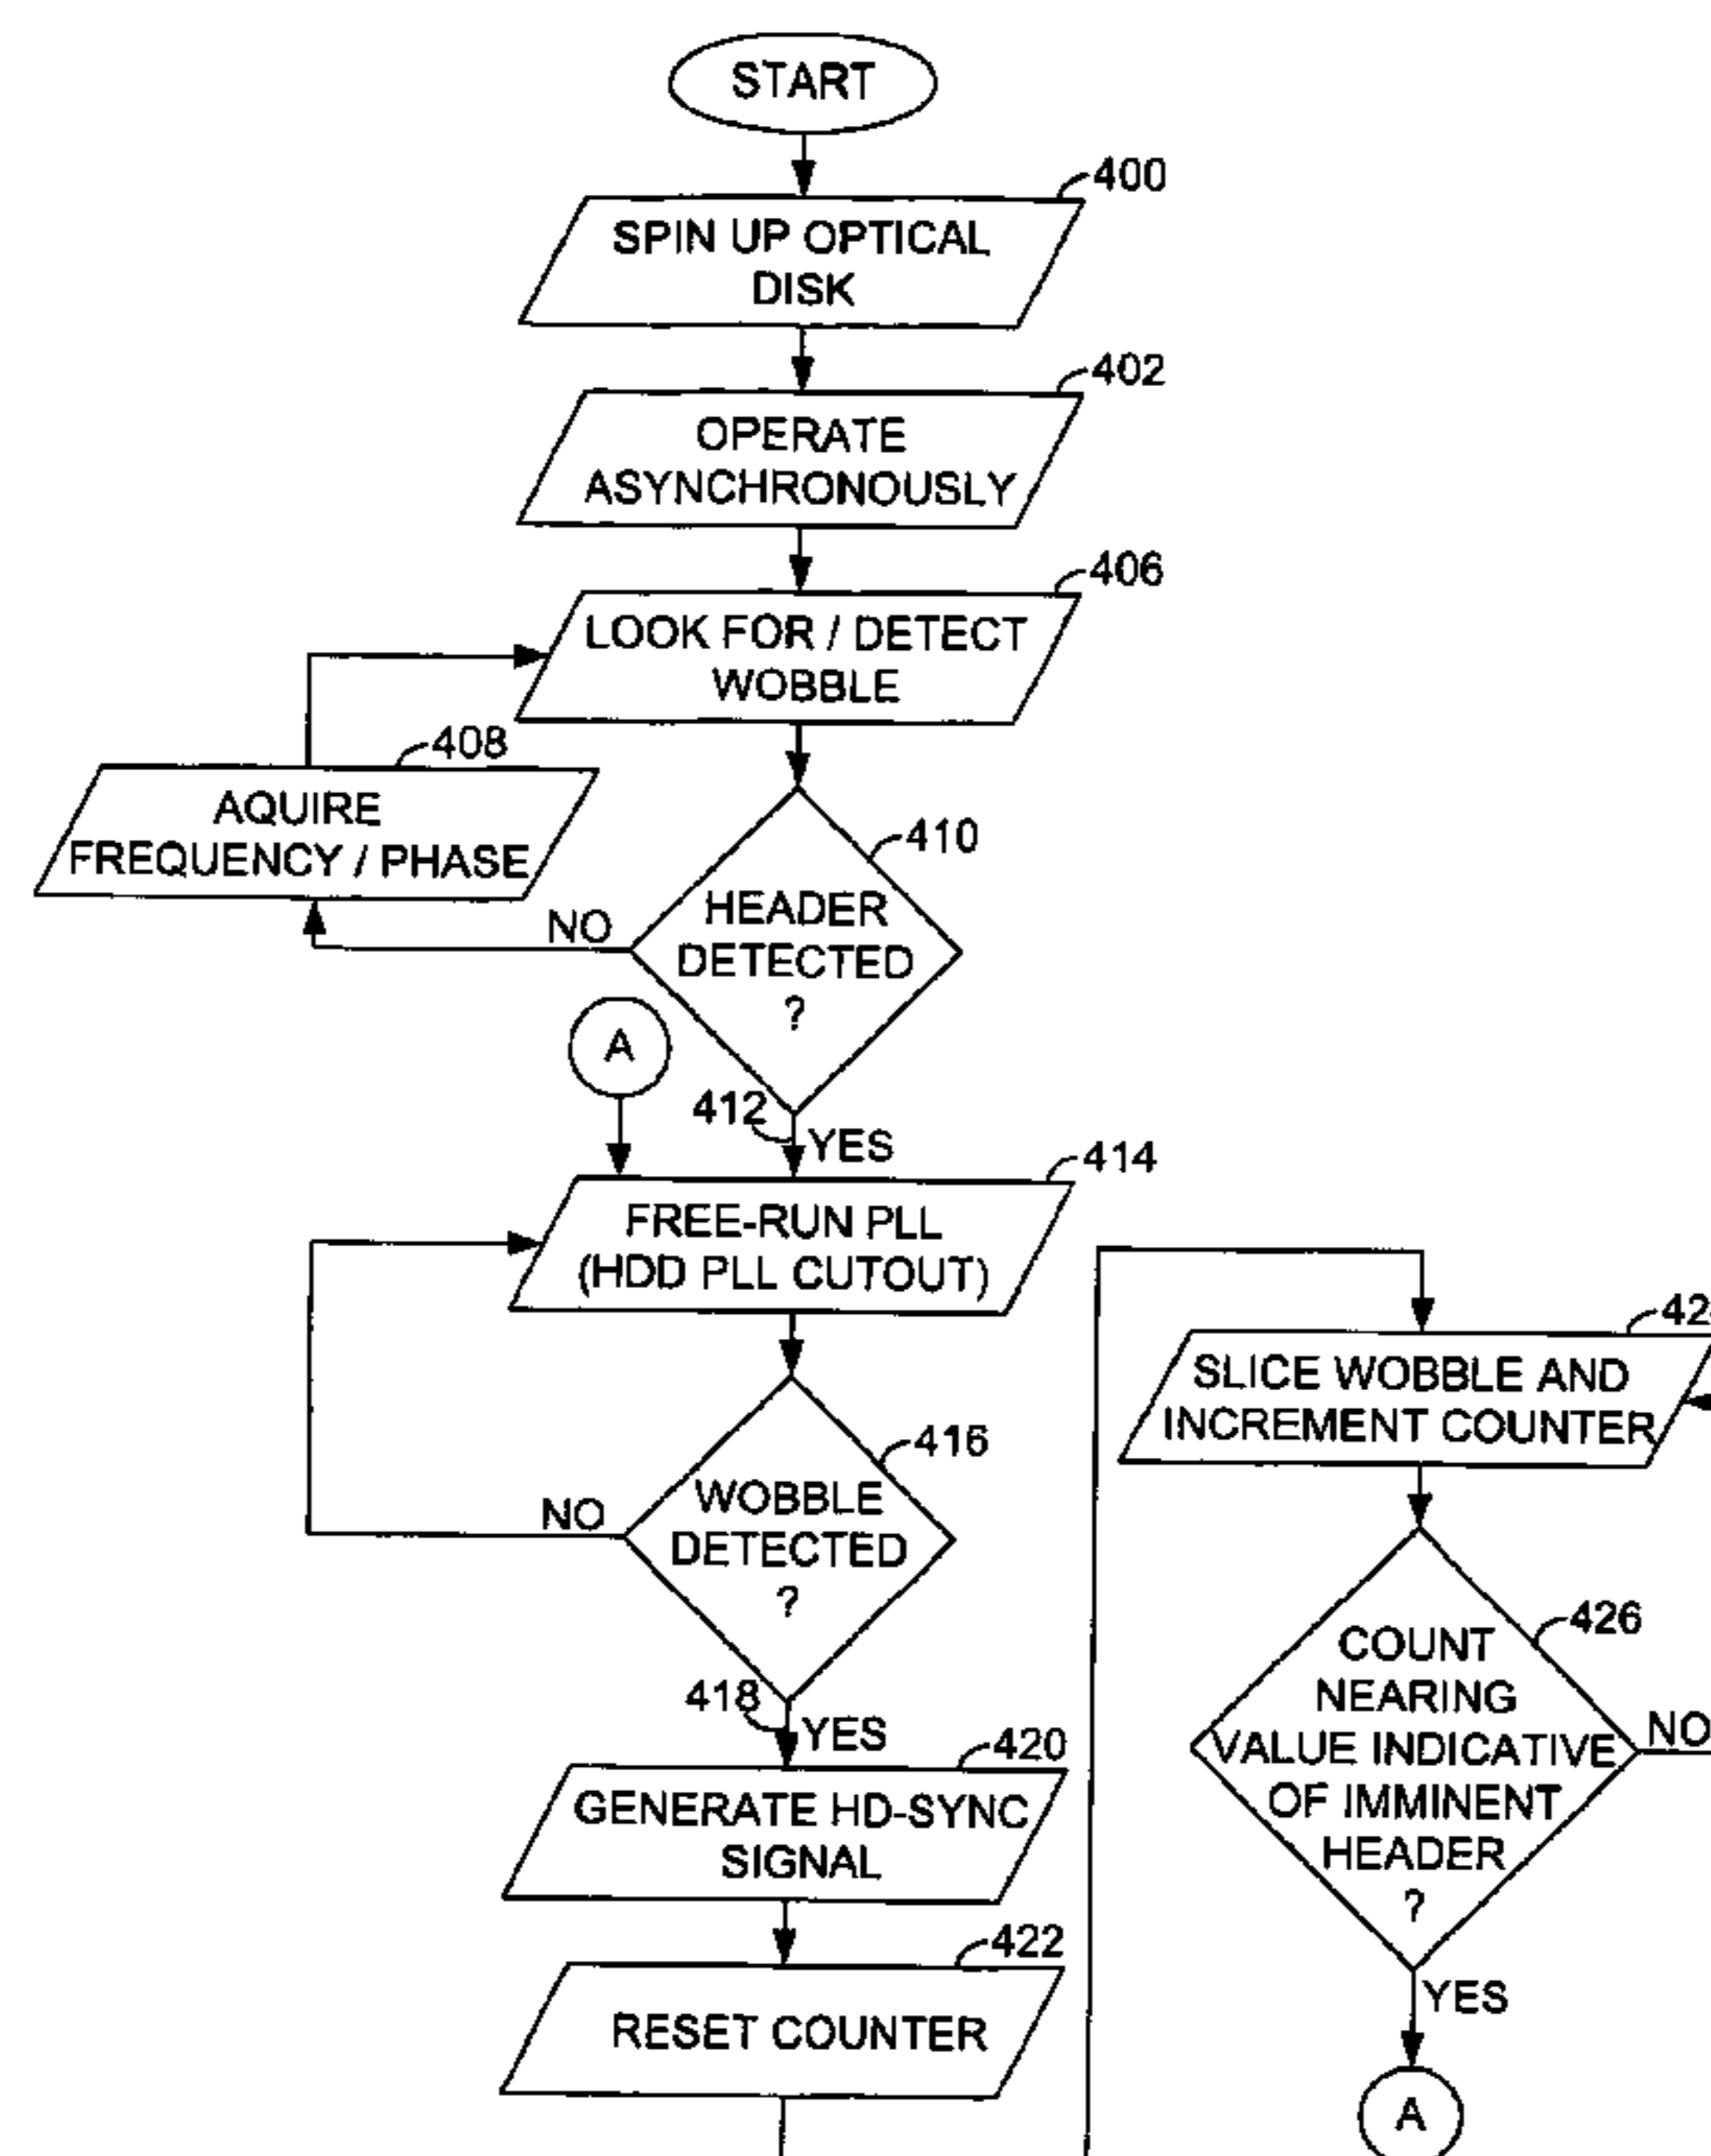 START
400
SPIN UP OPTICAL
DISK
402
OPERATE
ASYNCHRONOUSLY
406
LOOK FOR / DETECT
WOBBLE
408
AQUIRE
FREQUENCY / PHASE
410
HEADER
DETECTED
?
NO
A
412
YES
414
FREE-RUN PLL
(HDD PLL CUTOUT)
416
WOBBLE
DETECTED
?
NO
418
YES
420
GENERATE HD-SYNC
SIGNAL
422
RESET COUNTER
SLICE WOBBLE AND
INCREMENT COUNTER
426
COUNT
NEARING
VALUE INDICATIVE
OF IMMINENT
HEADER
?
NO
YES
A